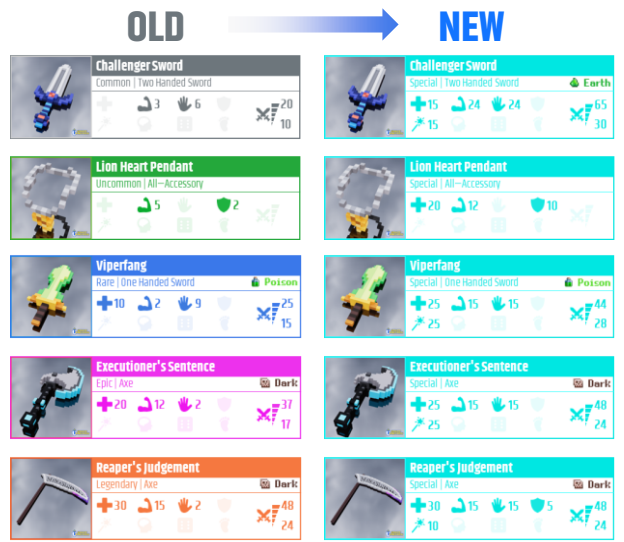 OLD NEW
Challenger Sword
Common | Two Handed Sword
3 6 20
10
Challenger Sword
Special | Two Handed Sword Earth
15 24 24 65
15 30
Lion Heart Pendant
Uncommon | All-Accessory
5 2
Lion Heart Pendant
Special | All-Accessory
20 12 10
Viperfang
Rare | One Handed Sword Poison
10 2 9 25
15
Viperfang
Special | One Handed Sword Poison
25 15 15 44
25 28
Executioner's Sentence
Epic | Axe Dark
20 12 2 37
17
Executioner's Sentence
Special | Axe Dark
25 15 15 48
25 24
Reaper's Judgement
Legendary | Axe Dark
30 15 2 48
24
Reaper's Judgement
Special | Axe Dark
30 15 15 5 48
10 24